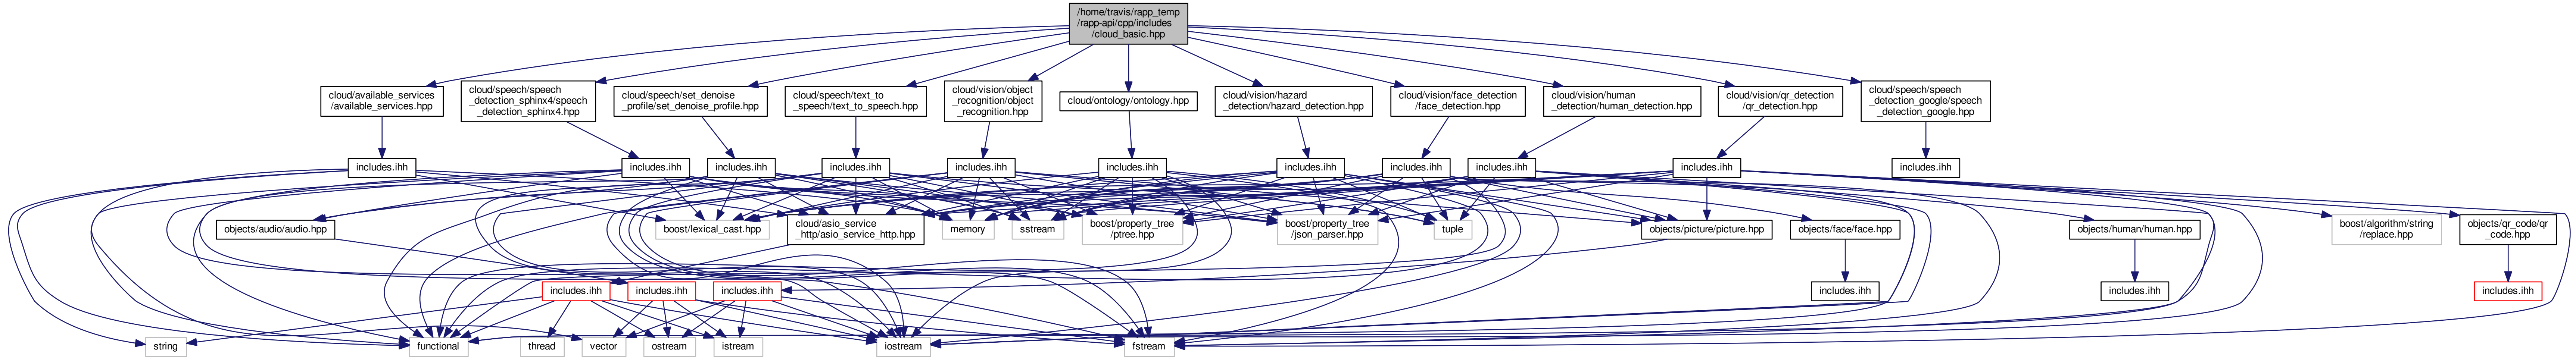 /home/travis/rapp_temp
/rapp-api/cpp/includes
/cloud_basic.hpp
cloud/available_services
/available_services.hpp
cloud/speech/speech
_detection_sphinx4/speech
_detection_sphinx4.hpp
cloud/speech/set_denoise
_profile/set_denoise_profile.hpp
cloud/speech/text_to
_speech/text_to_speech.hpp
cloud/vision/object
_recognition/object
_recognition.hpp
cloud/ontology/ontology.hpp
cloud/vision/hazard
_detection/hazard_detection.hpp
cloud/vision/face_detection
/face_detection.hpp
cloud/vision/human
_detection/human_detection.hpp
cloud/vision/qr_detection
/qr_detection.hpp
cloud/speech/speech
_detection_google/speech
_detection_google.hpp
includes.ihh
includes.ihh
includes.ihh
includes.ihh
includes.ihh
includes.ihh
includes.ihh
includes.ihh
includes.ihh
includes.ihh
includes.ihh
objects/audio/audio.hpp
boost/lexical_cast.hpp
cloud/asio_service
_http/asio_service_http.hpp
memory
sstream
boost/property_tree
/ptree.hpp
boost/property_tree
/json_parser.hpp
tuple
objects/picture/picture.hpp
objects/face/face.hpp
objects/human/human.hpp
boost/algorithm/string
/replace.hpp
objects/qr_code/qr
_code.hpp
includes.ihh
includes.ihh
includes.ihh
includes.ihh
includes.ihh
includes.ihh
string
functional
thread
vector
ostream
istream
iostream
fstream